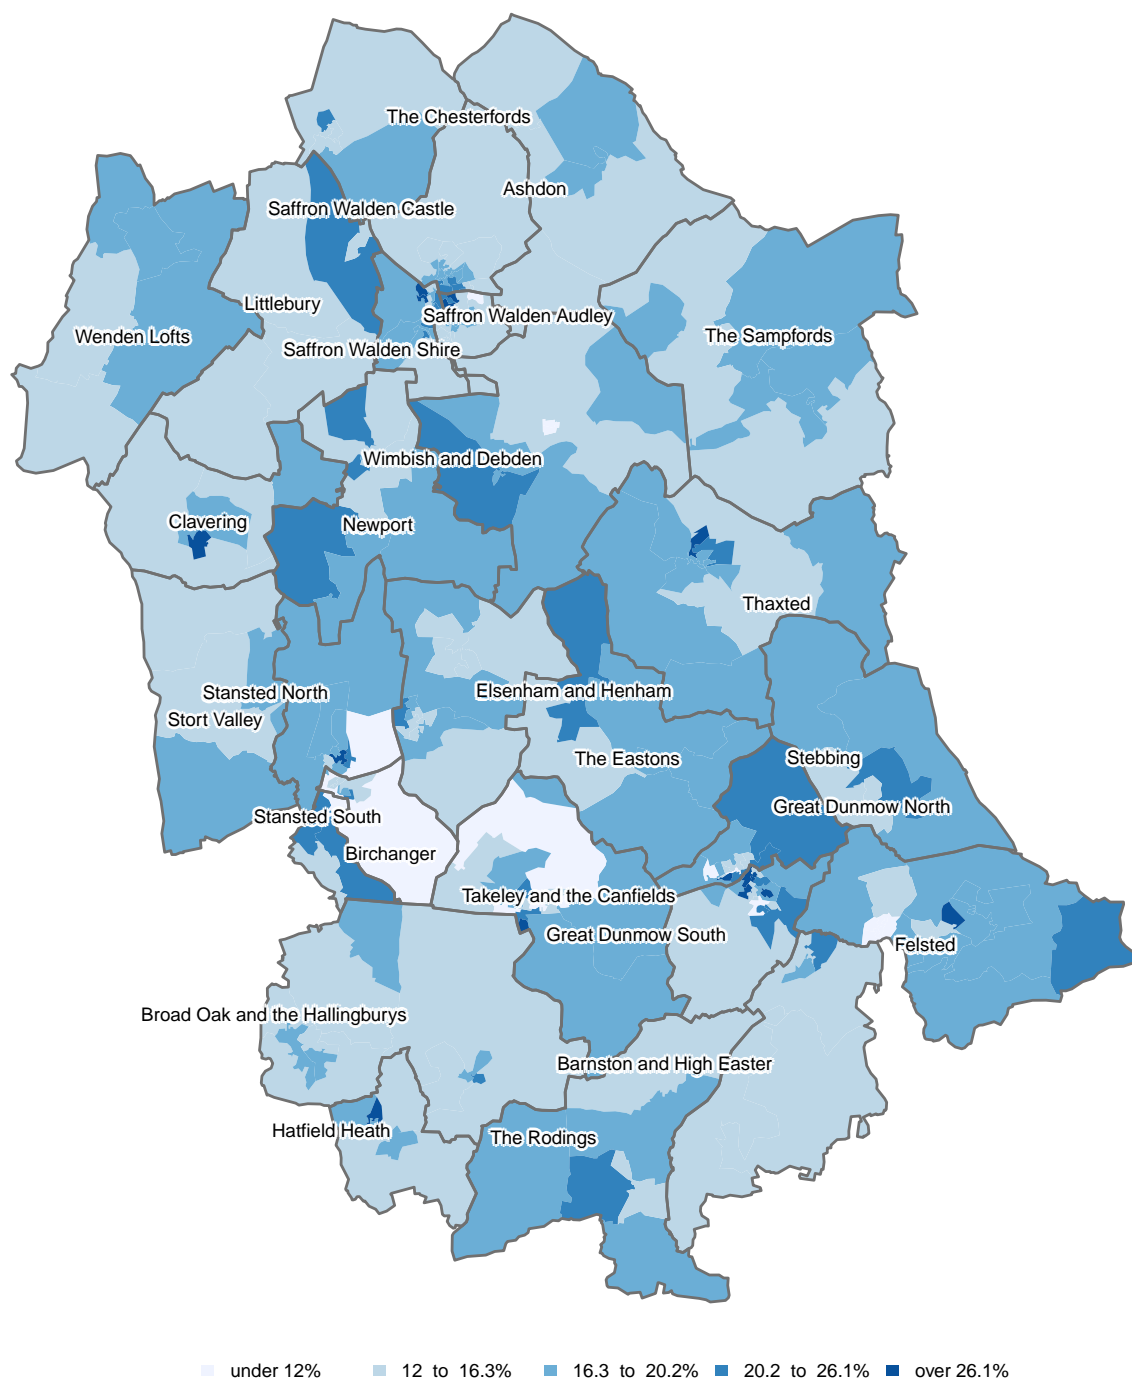 The Chesterfords
Ashdon
Saffron Walden Castle
Littlebury
Saffron Walden Audley
Wenden Lofts
The Sampfords
Saffron Walden Shire
Wimbish and Debden
Clavering
Newport
Thaxted
Stansted North
Elsenham and Henham
Stort Valley
The Eastons
Stebbing
Great Dunmow North
Stansted South
Birchanger
Takeley and the Canfields
Great Dunmow South
Felsted
Broad Oak and the Hallingburys
Barnston and High Easter
Hatfield Heath
The Rodings
under 12% 12 to 16.3% 16.3 to 20.2% 20.2 to 26.1% over 26.1%